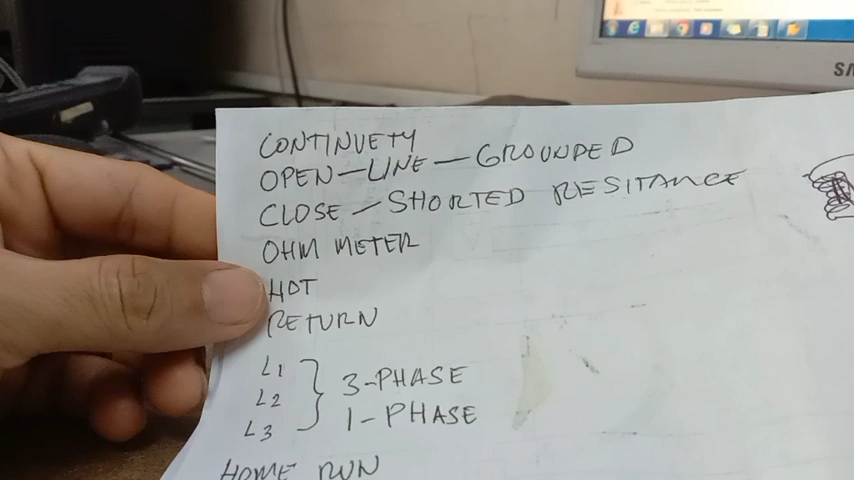 CONTINUETY
OPEN-LINE-GROUNDED
CLOSE-SHORTED RESITANCE
OHM METER
HOT
RETURN
L1
L2
L3
3-PHASE
1-PHASE
HOME RUN